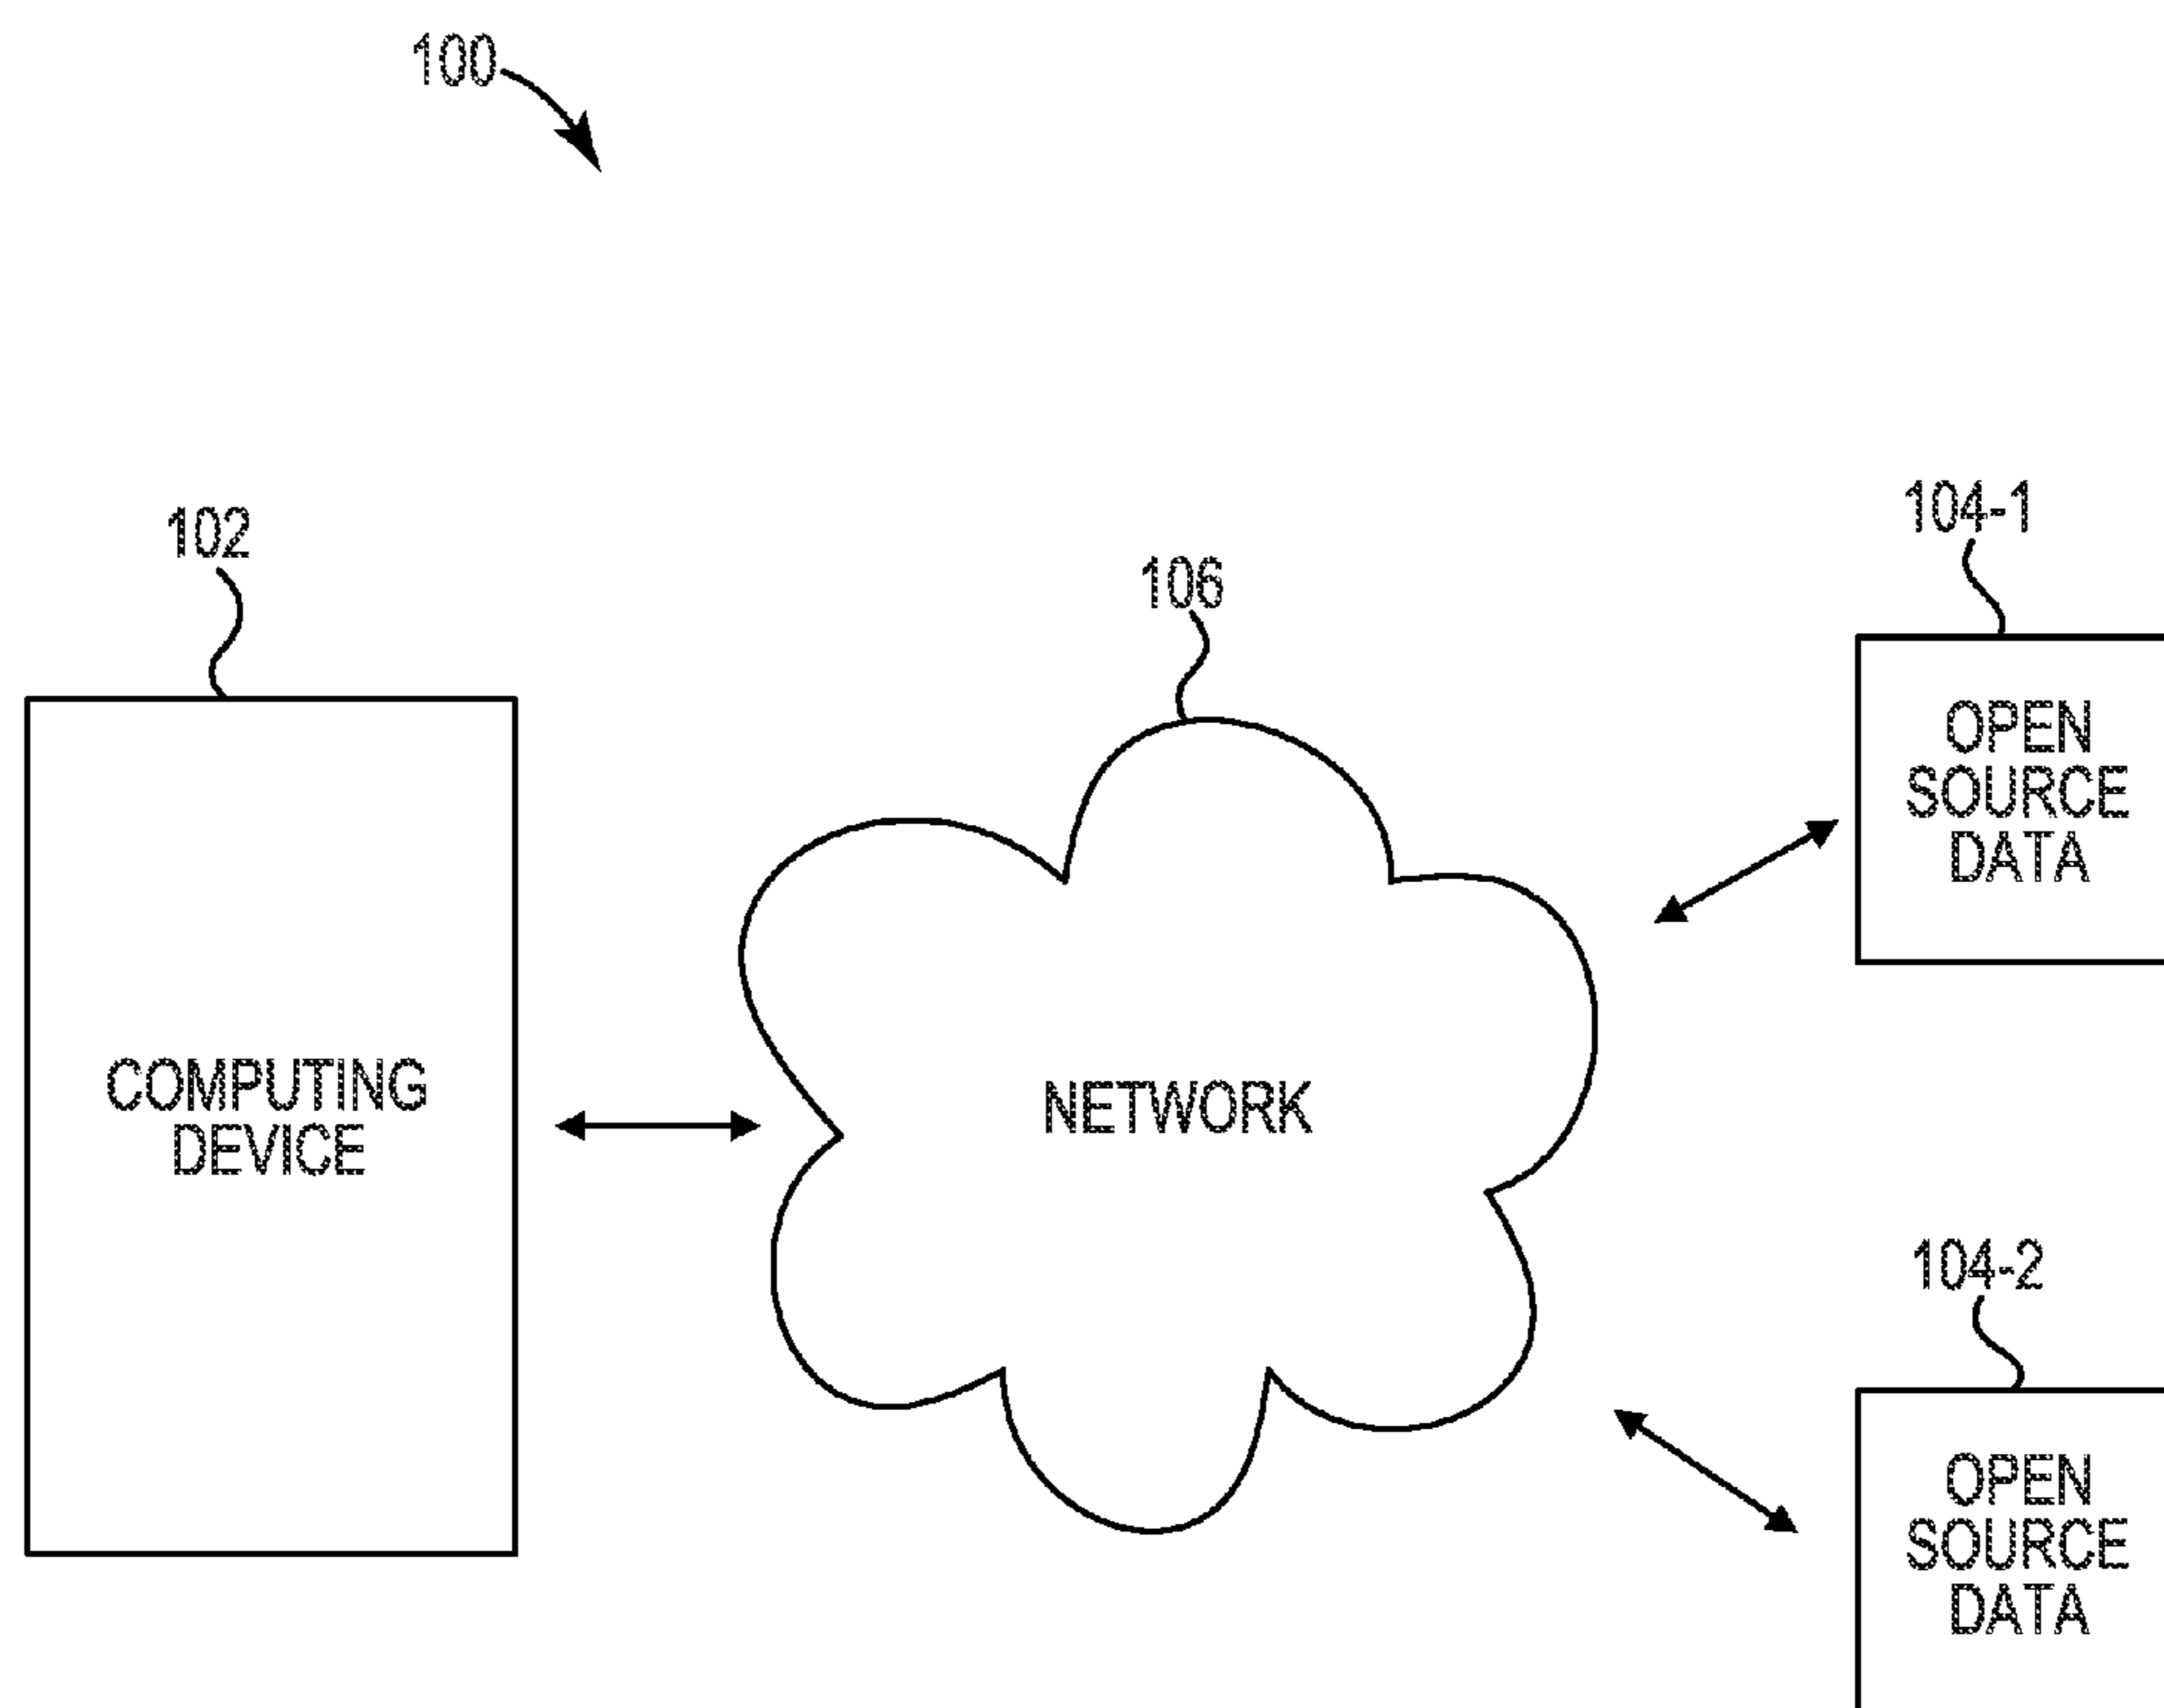 100
102
106
104-1
OPEN
SOURCE
DATA
COMPUTING
DEVICE
NETWORK
104-2
OPEN
SOURCE
DATA